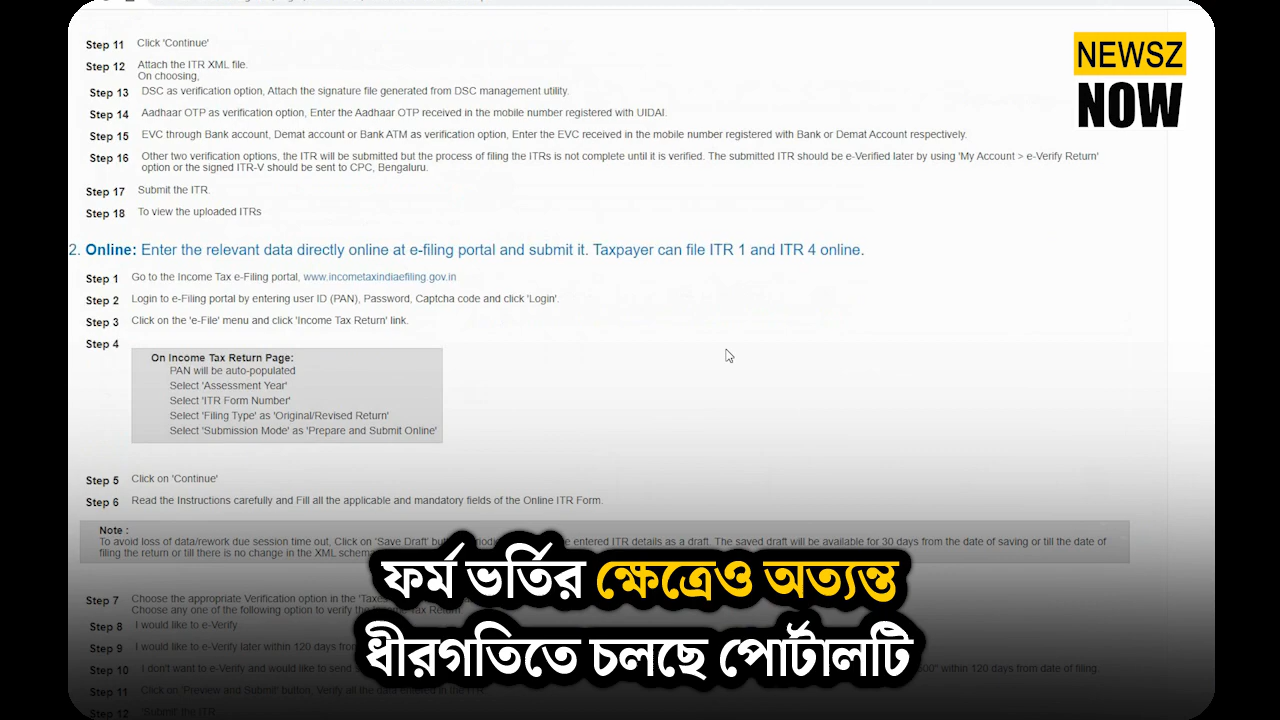 NEWSZ
NOW
Step 11 Click 'Continue'
Step 12 Attach the ITR XML file.
On choosing,
Step 13 DSC as verification option, Attach the signature file generated from DSC management utility.
Step 14 Aadhaar OTP as verification option, Enter the Aadhaar OTP received in the mobile number registered with UIDAI.
Step 15 EVC through Bank account, Demat account or Bank ATM as verification option, Enter the EVC received in the mobile number registered with Bank or Demat Account respectively.
Step 16 Other two verification options, the ITR will be submitted but the process of filing the ITRs is not complete until it is verified. The submitted ITR should be e-Verified later by using 'My Account > e-Verify Return'
option or the signed ITR-V should be sent to CPC, Bengaluru.
Step 17 Submit the ITR.
Step 18 To view the uploaded ITRs
2. Online: Enter the relevant data directly online at e-filing portal and submit it. Taxpayer can file ITR 1 and ITR 4 online.
Step 1 Go to the Income Tax e-Filing portal, www.incometaxindiaefiling.gov.in
Step 2 Login to e-Filing portal by entering user ID (PAN), Password, Captcha code and click 'Login'.
Step 3 Click on the 'e-File' menu and click 'Income Tax Return' link.
Step 4
On Income Tax Return Page:
PAN will be auto-populated
Select 'Assessment Year'
Select 'ITR Form Number'
Select 'Filing Type' as 'Original/Revised Return'
Select 'Submission Mode' as 'Prepare and Submit Online'
Step 5 Click on 'Continue'
Step 6 Read the Instructions carefully and Fill all the applicable and mandatory fields of the Online ITR Form.
Note :
To avoid loss of data/rework due session time out, Click on 'Save Draft' entered ITR details as a draft. The saved draft will be available for 30 days from the date of saving or till the date of
filing the return or till there is no change in the XML
ফর্ম ভর্তির ক্ষেত্রেও অত্যন্ত
ধীরগতিতে চলছে পোর্টালটি
Step 7 Choose the appropriate Verification option in the
Choose any one of the following option to verify the Tax Return
Step 8 I would like to e-Verify
Step 9 I would like to e-Verify later within 120 days
Step 10 I don't want to e-Verify and would like to send within 120 days from date of filing.
Step 11 Click on 'Preview and Submit' button, Verify all the data entered in the ITR.
Step 12 'Submit' the ITR.